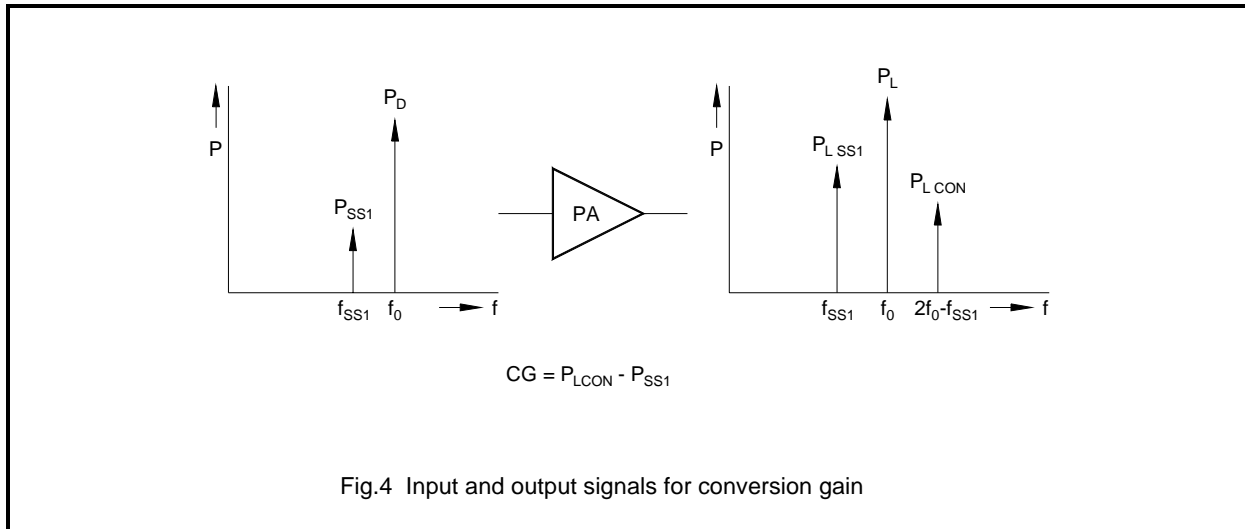 P
P_D
P_SS1
f_SS1 f_0 f
PA
P
P_L
P_L SS1
P_L CON
f_SS1 f_0 2f_0-f_SS1 f
CG = P_LCON - P_SS1
Fig.4 Input and output signals for conversion gain